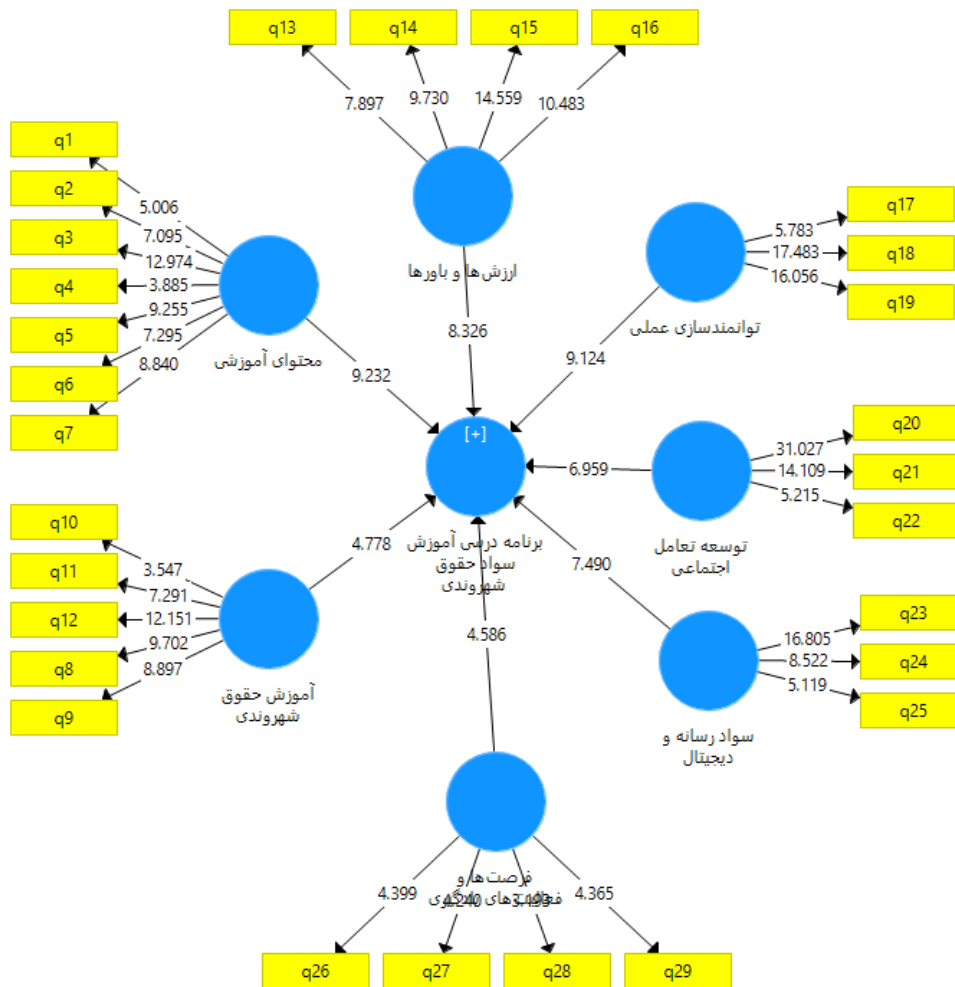 q13
q14
q15
q16
7.897
9.730
14.559
10.483
ارزش‌ها و باورها
8.326
q1
q2
q3
q4
q5
q6
q7
5.006
7.095
12.974
3.885
9.255
7.295
8.840
محتوای آموزشی
9.232
q17
q18
q19
5.783
17.483
16.056
توانمندسازی عملی
9.124
[+]
برنامه درسی آموزش
سواد حقوق
شهروندی
q20
q21
q22
31.027
14.109
5.215
توسعه تعامل
اجتماعی
6.959
q10
q11
q12
q8
q9
3.547
7.291
12.151
9.702
8.897
آموزش حقوق
شهروندی
4.778
q23
q24
q25
16.805
8.522
5.119
سواد رسانه و
دیجیتال
7.490
4.586
فرصت‌ها و
4.399
4.365
q26
q27
q28
q29